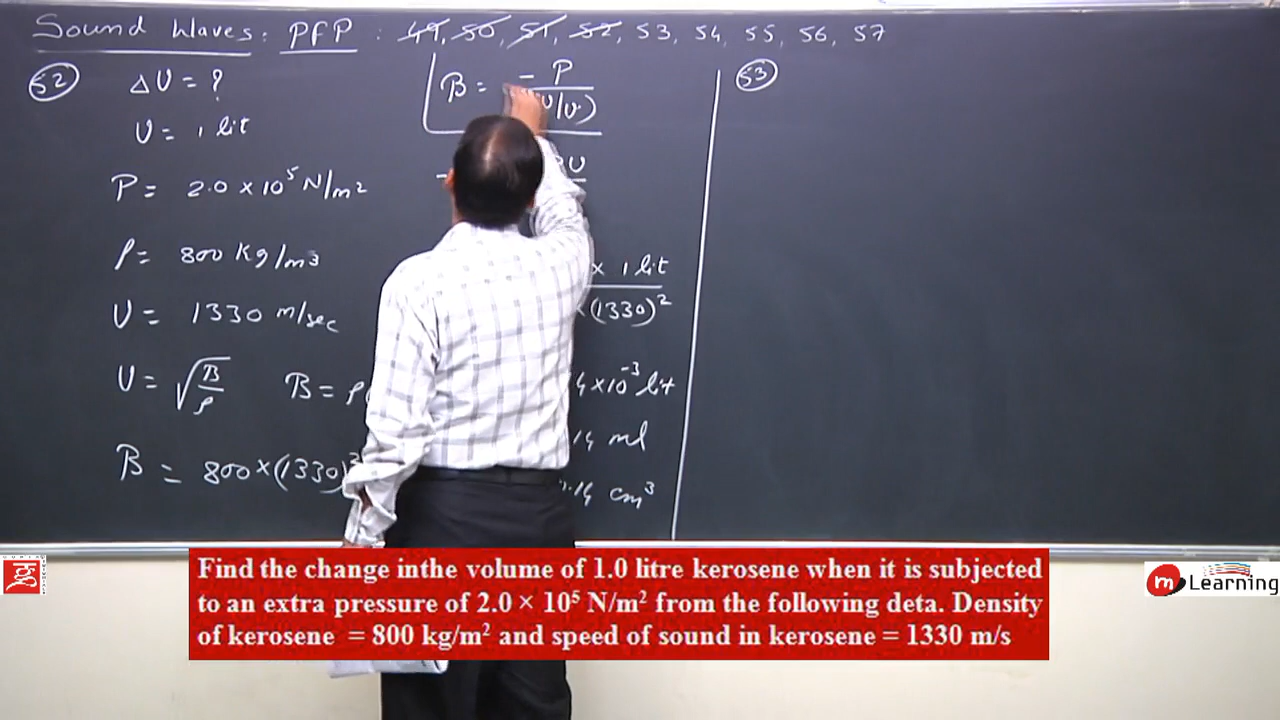 Sound Waves: PfP : 49, 50, 51, 52, 53, 54, 55, 56, 57
52
ΔU = ?
U = 1 lit
P = 2.0 × 10⁵ N/m²
ρ = 800 kg/m³
U = 1330 m/sec
U = √(B/ρ) B = ρ
B = 800 × (1330)²
B = - P
U/U)
-
U
× 1 lit
(1330)²
4 × 10⁻³ lit
.14 ml
.14 cm³
53
Find the change inthe volume of 1.0 litre kerosene when it is subjected
to an extra pressure of 2.0 × 10⁵ N/m² from the following deta. Density
of kerosene = 800 kg/m² and speed of sound in kerosene = 1330 m/s
m Learning